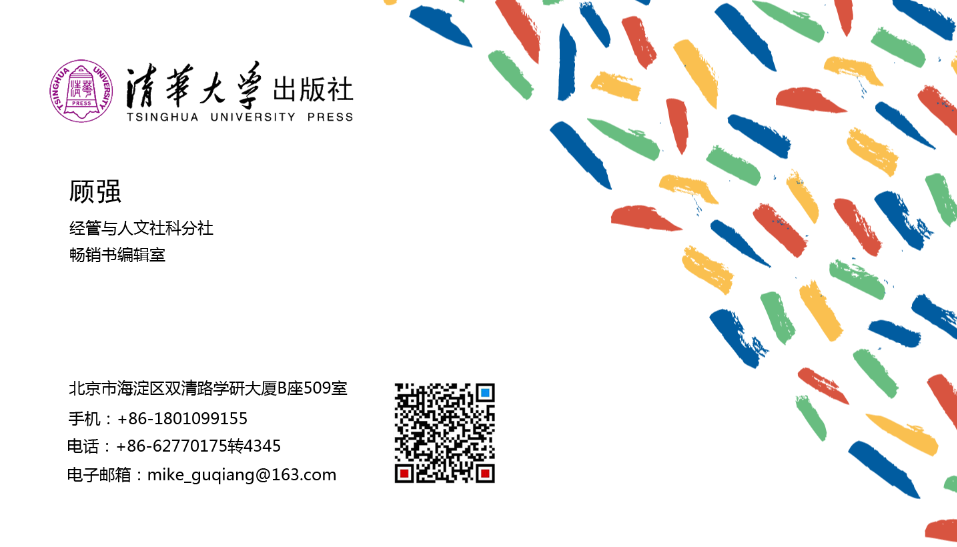 TSINGHUA UNIVERSITY
清華
PRESS
清華大学出版社
TSINGHUA UNIVERSITY PRESS
顾强
经管与人文社科分社
畅销书编辑室
北京市海淀区双清路学研大厦B座509室
手机：+86-1801099155
电话：+86-62770175转4345
电子邮箱：mike_guqiang@163.com